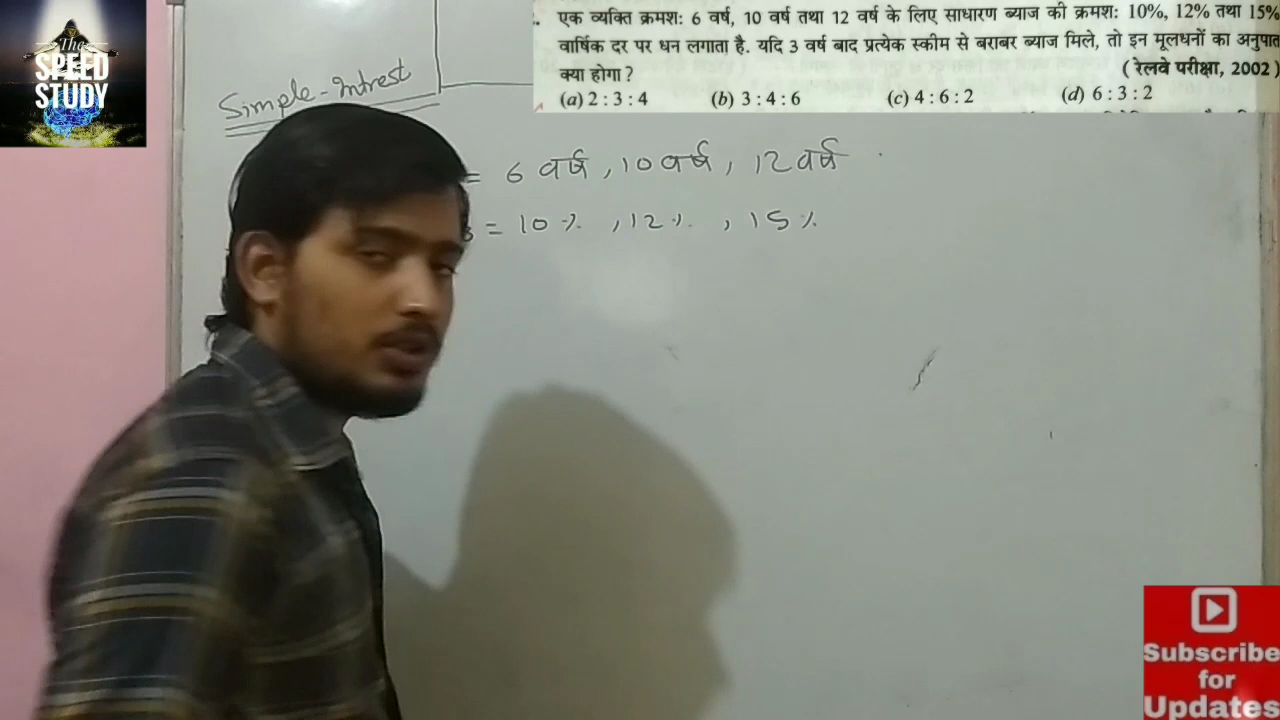 The
SPEED
STUDY
Simple-Intrest
एक व्यक्ति क्रमश: 6 वर्ष, 10 वर्ष तथा 12 वर्ष के लिए साधारण ब्याज की क्रमश: 10%, 12% तथा 15%
वार्षिक दर पर धन लगाता है. यदि 3 वर्ष बाद प्रत्येक स्कीम से बराबर ब्याज मिले, तो इन मूलधनों का अनुपात
क्या होगा ? (रेलवे परीक्षा, 2002)
(a) 2 : 3 : 4 (b) 3 : 4 : 6 (c) 4 : 6 : 2 (d) 6 : 3 : 2
= 6 वर्ष , 10 वर्ष , 12 वर्ष
= 10% , 12% , 15%
Subscribe
for
Updates